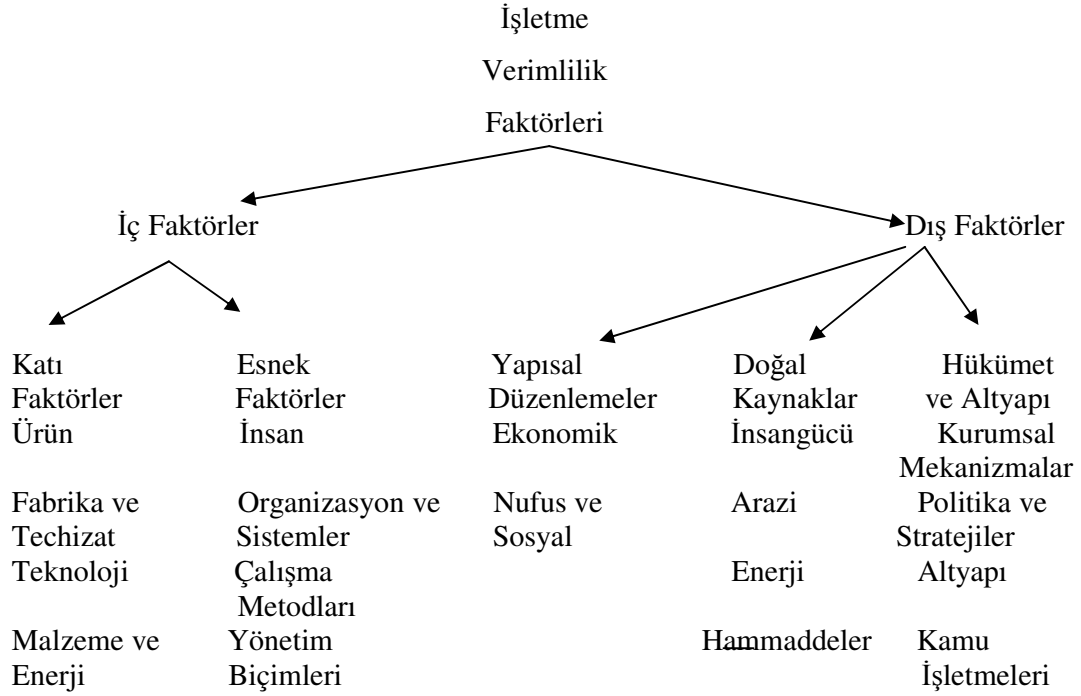 İşletme
Verimlilik
Faktörleri
İç Faktörler
Dış Faktörler
Katı
Faktörler
Ürün
Fabrika ve
Techizat
Teknoloji
Malzeme ve
Enerji
Esnek
Faktörler
İnsan
Organizasyon ve
Sistemler
Çalışma
Metodları
Yönetim
Biçimleri
Yapısal
Düzenlemeler
Ekonomik
Nufus ve
Sosyal
Doğal
Kaynaklar
İnsangücü
Arazi
Enerji
Hammaddeler
Hükümet
ve Altyapı
Kurumsal
Mekanizmalar
Politika ve
Stratejiler
Altyapı
Kamu
İşletmeleri